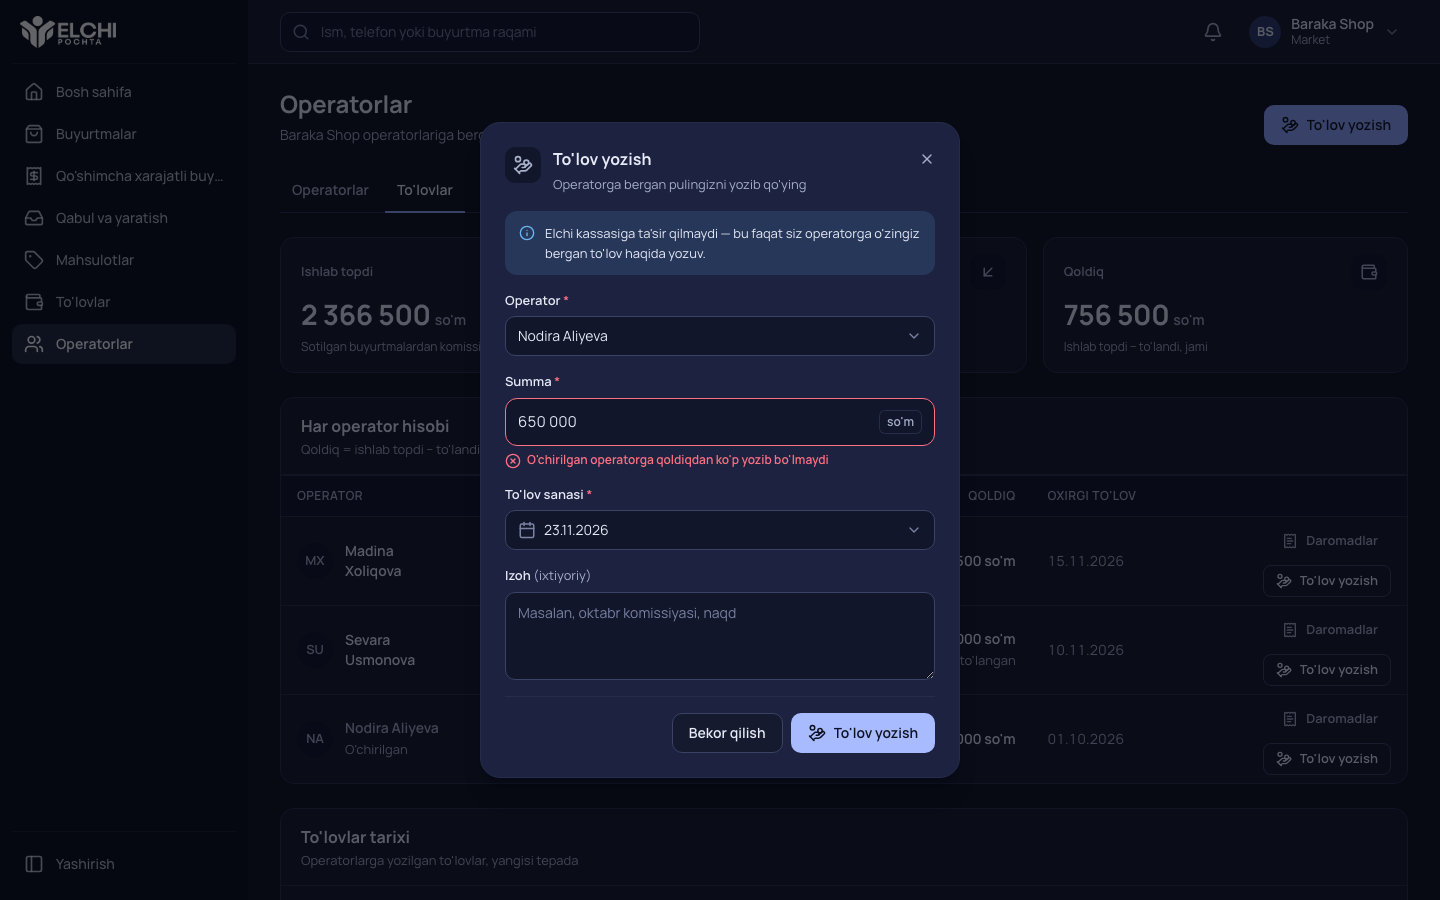 ELCHI
POCHTA
Ism, telefon yoki buyurtma raqami
BS
Baraka Shop
Market
Bosh sahifa
Buyurtmalar
Qo'shimcha xarajatli buy...
Qabul va yaratish
Mahsulotlar
To'lovlar
Operatorlar
Yashirish
Operatorlar
Baraka Shop operatorlariga
To'lov yozish
Operatorlar
To'lovlar
Ishlab topdi
2 366 500 so'm
Sotilgan buyurtmalardan
Qoldiq
756 500 so'm
Ishlab topdi – to'landi, jami
Har operator hisobi
Qoldiq = ishlab topdi – to'landi
OPERATOR
QOLDIQ
OXIRGI TO'LOV
MX
Madina
Xoliqova
500 so'm
15.11.2026
Daromadlar
To'lov yozish
SU
Sevara
Usmonova
000 so'm
to'langan
10.11.2026
Daromadlar
To'lov yozish
NA
Nodira Aliyeva
O'chirilgan
000 so'm
01.10.2026
Daromadlar
To'lov yozish
To'lovlar tarixi
Operatorlarga yozilgan to'lovlar, yangisi tepada
To'lov yozish
Operatorga bergan pulingizni yozib qo'ying
Elchi kassasiga ta'sir qilmaydi — bu faqat siz operatorga o'zingiz
bergan to'lov haqida yozuv.
Operator *
Nodira Aliyeva
Summa *
650 000
so'm
O'chirilgan operatorga qoldiqdan ko'p yozib bo'lmaydi
To'lov sanasi *
23.11.2026
Izoh (ixtiyoriy)
Masalan, oktabr komissiyasi, naqd
Bekor qilish
To'lov yozish